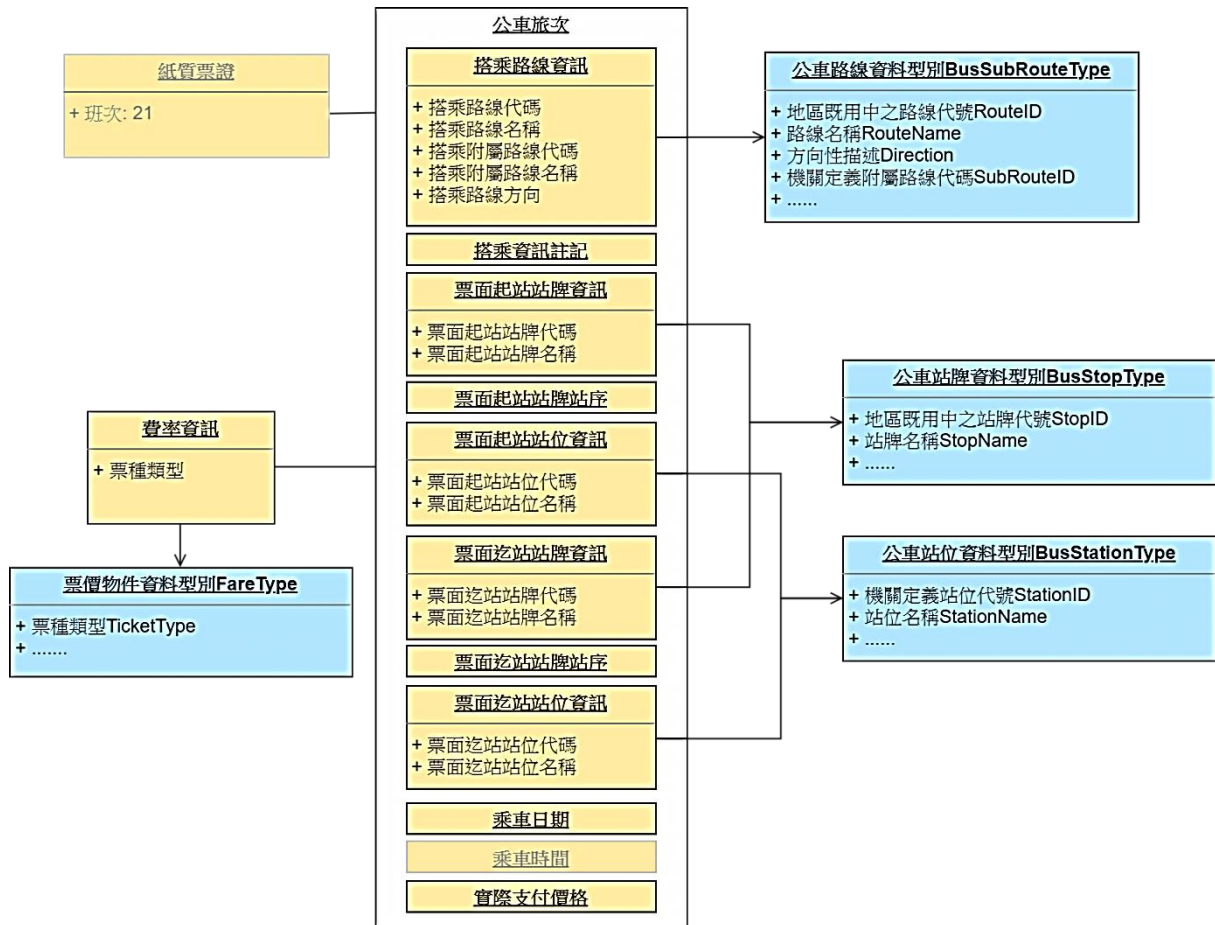 公車旅次
紙質票證
+ 班次: 21
搭乘路線資訊
+ 搭乘路線代碼
+ 搭乘路線名稱
+ 搭乘附屬路線代碼
+ 搭乘附屬路線名稱
+ 搭乘路線方向
公車路線資料型別BusSubRouteType
+ 地區既用中之路線代號RouteID
+ 路線名稱RouteName
+ 方向性描述Direction
+ 機關定義附屬路線代碼SubRouteID
+ ......
搭乘資訊註記
票面起站站牌資訊
+ 票面起站站牌代碼
+ 票面起站站牌名稱
票面起站站牌站序
票面起站站位資訊
+ 票面起站站位代碼
+ 票面起站站位名稱
公車站牌資料型別BusStopType
+ 地區既用中之站牌代號StopID
+ 站牌名稱StopName
+ ......
費率資訊
+ 票種類型
票價物件資料型別FareType
+ 票種類型TicketType
+ .......
票面迄站站牌資訊
+ 票面迄站站牌代碼
+ 票面迄站站牌名稱
公車站位資料型別BusStationType
+ 機關定義站位代號StationID
+ 站位名稱StationName
+ ......
票面迄站站牌站序
票面迄站站位資訊
+ 票面迄站站位代碼
+ 票面迄站站位名稱
乘車日期
乘車時間
實際支付價格